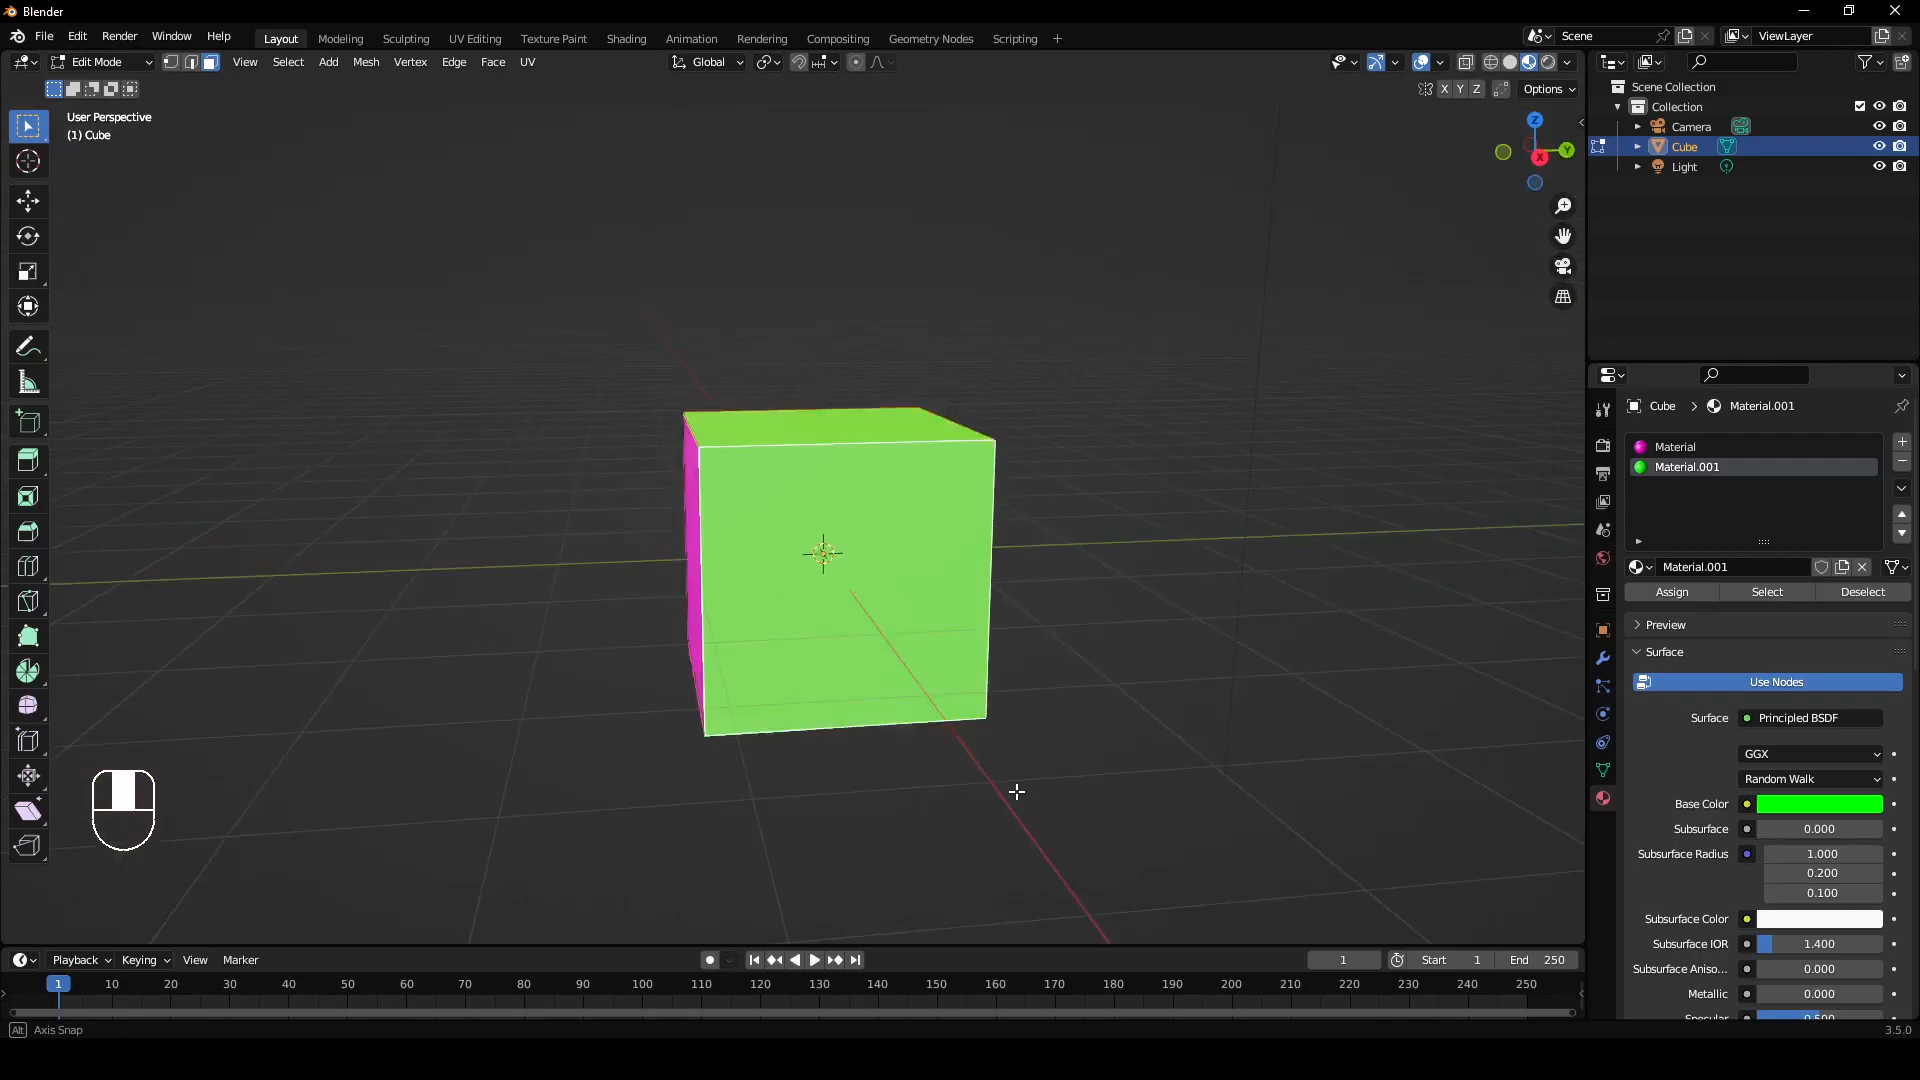 Blender
File Edit Render Window Help
Layout Modeling Sculpting UV Editing Texture Paint Shading Animation Rendering Compositing Geometry Nodes Scripting +
Scene
ViewLayer
Edit Mode
View Select Add Mesh Vertex Edge Face UV
Global
X Y Z Options
User Perspective
(1) Cube
Z
Y
X
Scene Collection
Collection
Camera
Cube
Light
Cube > Material.001
Material
Material.001
Material.001
Assign Select Deselect
Preview
Surface
Use Nodes
Surface Principled BSDF
GGX
Random Walk
Base Color
Subsurface 0.000
Subsurface Radius 1.000
0.200
0.100
Subsurface Color
Subsurface IOR 1.400
Subsurface Aniso... 0.000
Metallic 0.000
Specular 0.500
Playback Keying View Marker
1 Start 1 End 250
1 10 20 30 40 50 60 70 80 90 100 110 120 130 140 150 160 170 180 190 200 210 220 230 240 250
Alt Axis Snap
3.5.0